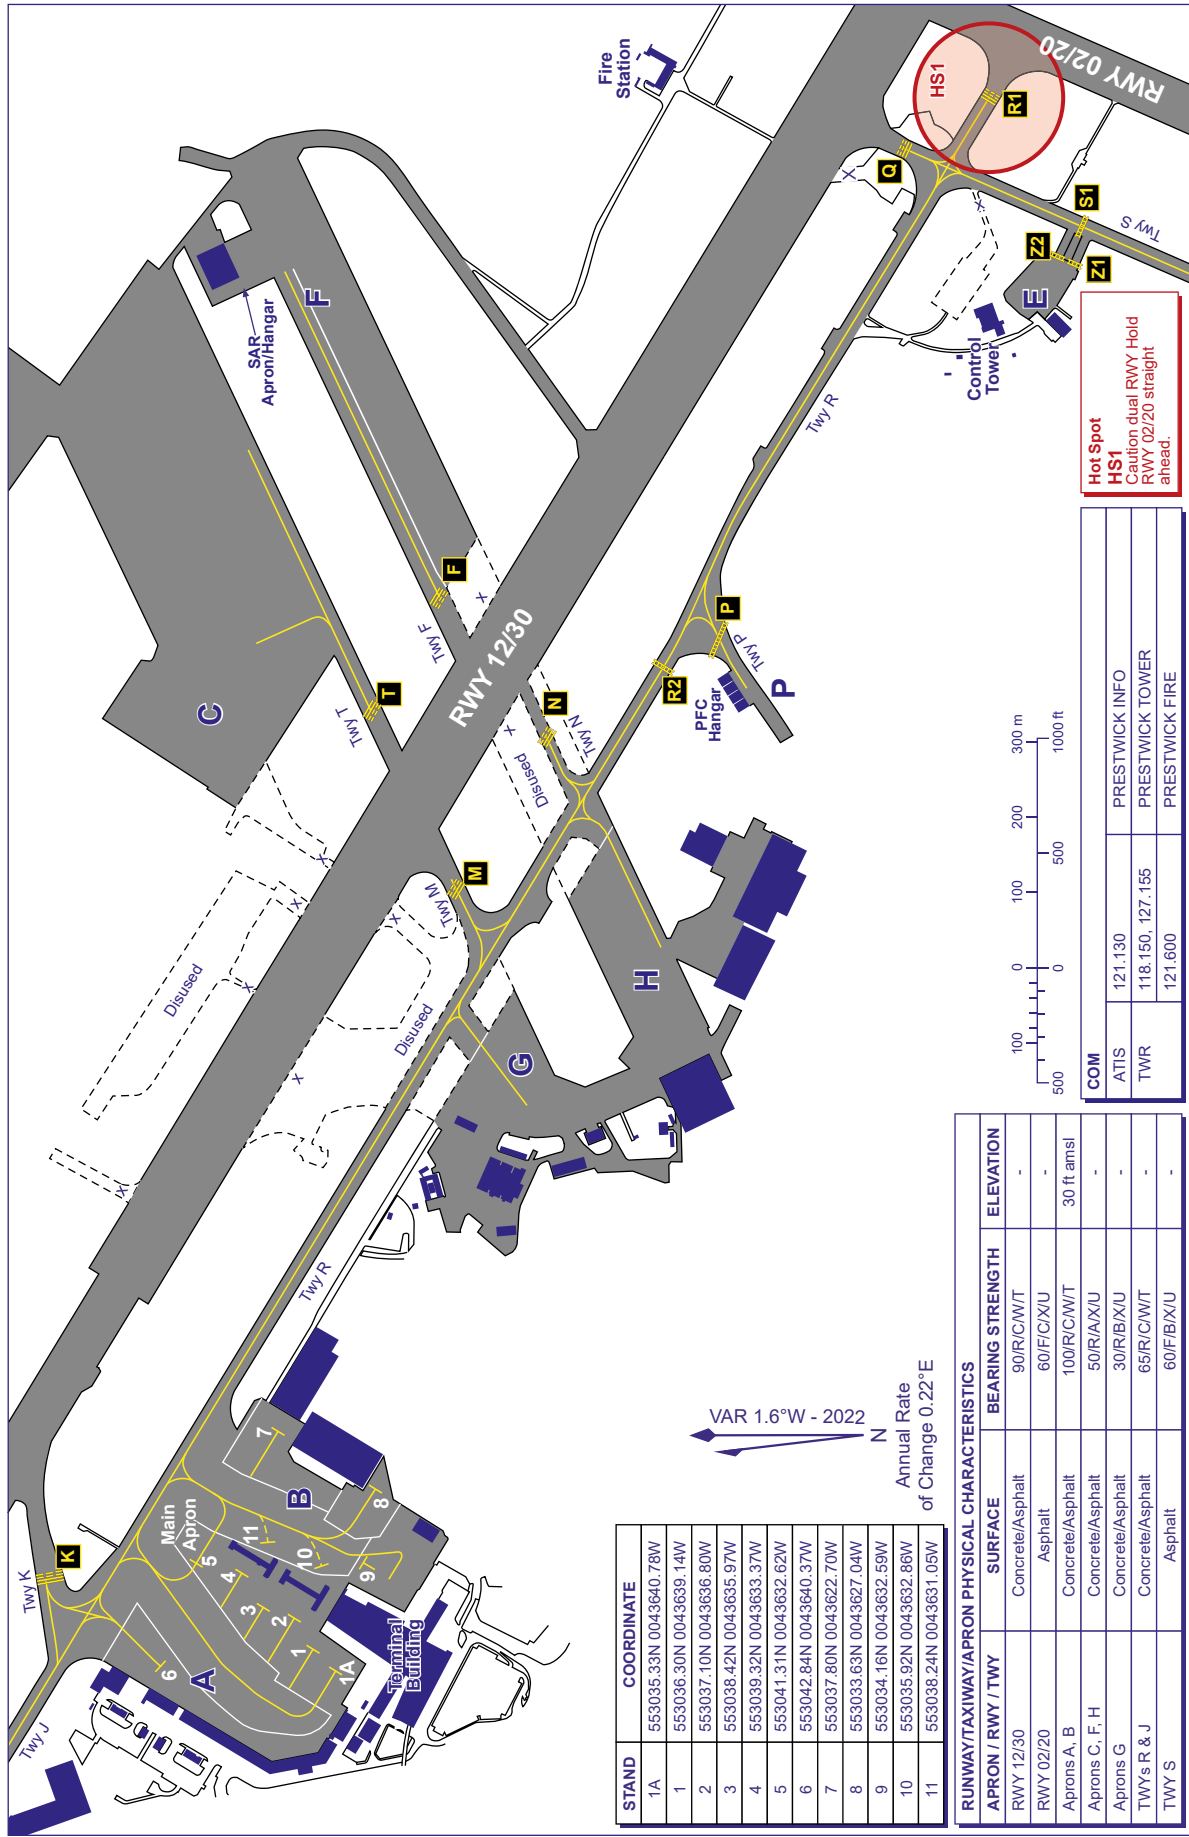 Twy J
Twy K
K
6
A
1A
1
2
3
4
5
Main
Apron
11
10
9
8
7
B
Terminal
Building
Twy R
Disused
Disused
G
H
Twy M
M
Disused
Twy N
N
RWY 12/30
C
Twy T
T
Twy F
F
F
SAR
Apron/Hangar
R2
PFC
Hangar
P
Twy P
P
Twy R
Fire
Station
Q
HS1
R1
RWY 02/20
RWY 02/20
S1
Twy S
Z2
Z1
E
Control
Tower
X
x
x
x
x
x
x
x
x
x
Hot Spot
HS1
Caution dual RWY Hold
RWY 02/20 straight
ahead.
VAR 1.6°W - 2022
N
Annual Rate
of Change 0.22°E
100 0 100 200 300 m
500 0 500 1000 ft
STAND COORDINATE
1A 553035.33N 0043640.78W
1 553036.30N 0043639.14W
2 553037.10N 0043636.80W
3 553038.42N 0043635.97W
4 553039.32N 0043633.37W
5 553041.31N 0043632.62W
6 553042.84N 0043640.37W
7 553037.80N 0043622.70W
8 553033.63N 0043627.04W
9 553034.16N 0043632.59W
10 553035.92N 0043632.86W
11 553038.24N 0043631.05W
RUNWAY/TAXIWAY/APRON PHYSICAL CHARACTERISTICS
APRON / RWY / TWY SURFACE BEARING STRENGTH ELEVATION
RWY 12/30 Concrete/Asphalt 90/R/C/W/T -
RWY 02/20 Asphalt 60/F/C/X/U -
Aprons A, B Concrete/Asphalt 100/R/C/W/T 30 ft amsl
Aprons C, F, H Concrete/Asphalt 50/R/A/X/U -
Aprons G Concrete/Asphalt 30/R/B/X/U -
TWYs R & J Concrete/Asphalt 65/R/C/W/T -
TWY S Asphalt 60/F/B/X/U -
COM
ATIS 121.130 PRESTWICK INFO
TWR 118.150, 127.155 PRESTWICK TOWER
121.600 PRESTWICK FIRE